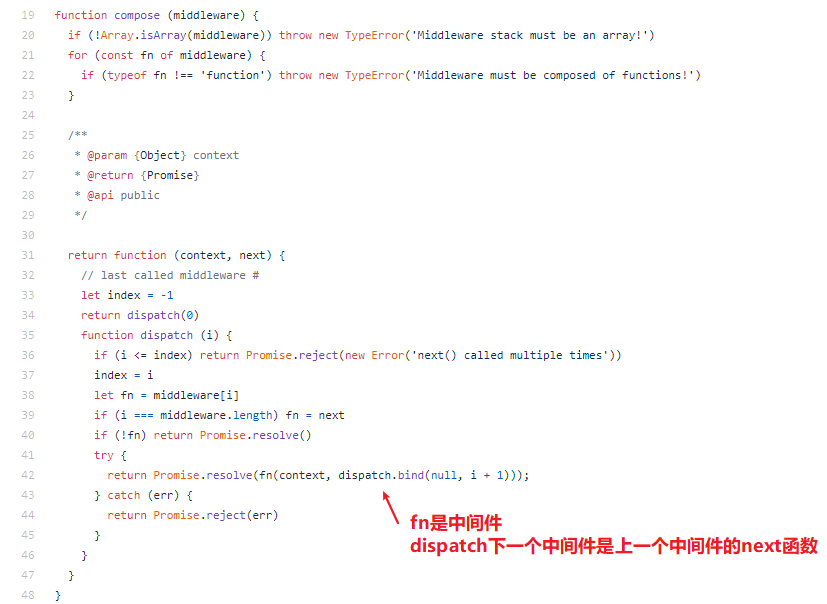 19 function compose (middleware) {
20   if (!Array.isArray(middleware)) throw new TypeError('Middleware stack must be an array!')
21   for (const fn of middleware) {
22     if (typeof fn !== 'function') throw new TypeError('Middleware must be composed of functions!')
23   }
24
25   /**
26    * @param {Object} context
27    * @return {Promise}
28    * @api public
29    */
30
31   return function (context, next) {
32     // last called middleware #
33     let index = -1
34     return dispatch(0)
35     function dispatch (i) {
36       if (i <= index) return Promise.reject(new Error('next() called multiple times'))
37       index = i
38       let fn = middleware[i]
39       if (i === middleware.length) fn = next
40       if (!fn) return Promise.resolve()
41       try {
42         return Promise.resolve(fn(context, dispatch.bind(null, i + 1)));
43       } catch (err) {
44         return Promise.reject(err)
fn是中间件
45       }
dispatch下一个中间件是上一个中间件的next函数
46     }
47   }
48 }